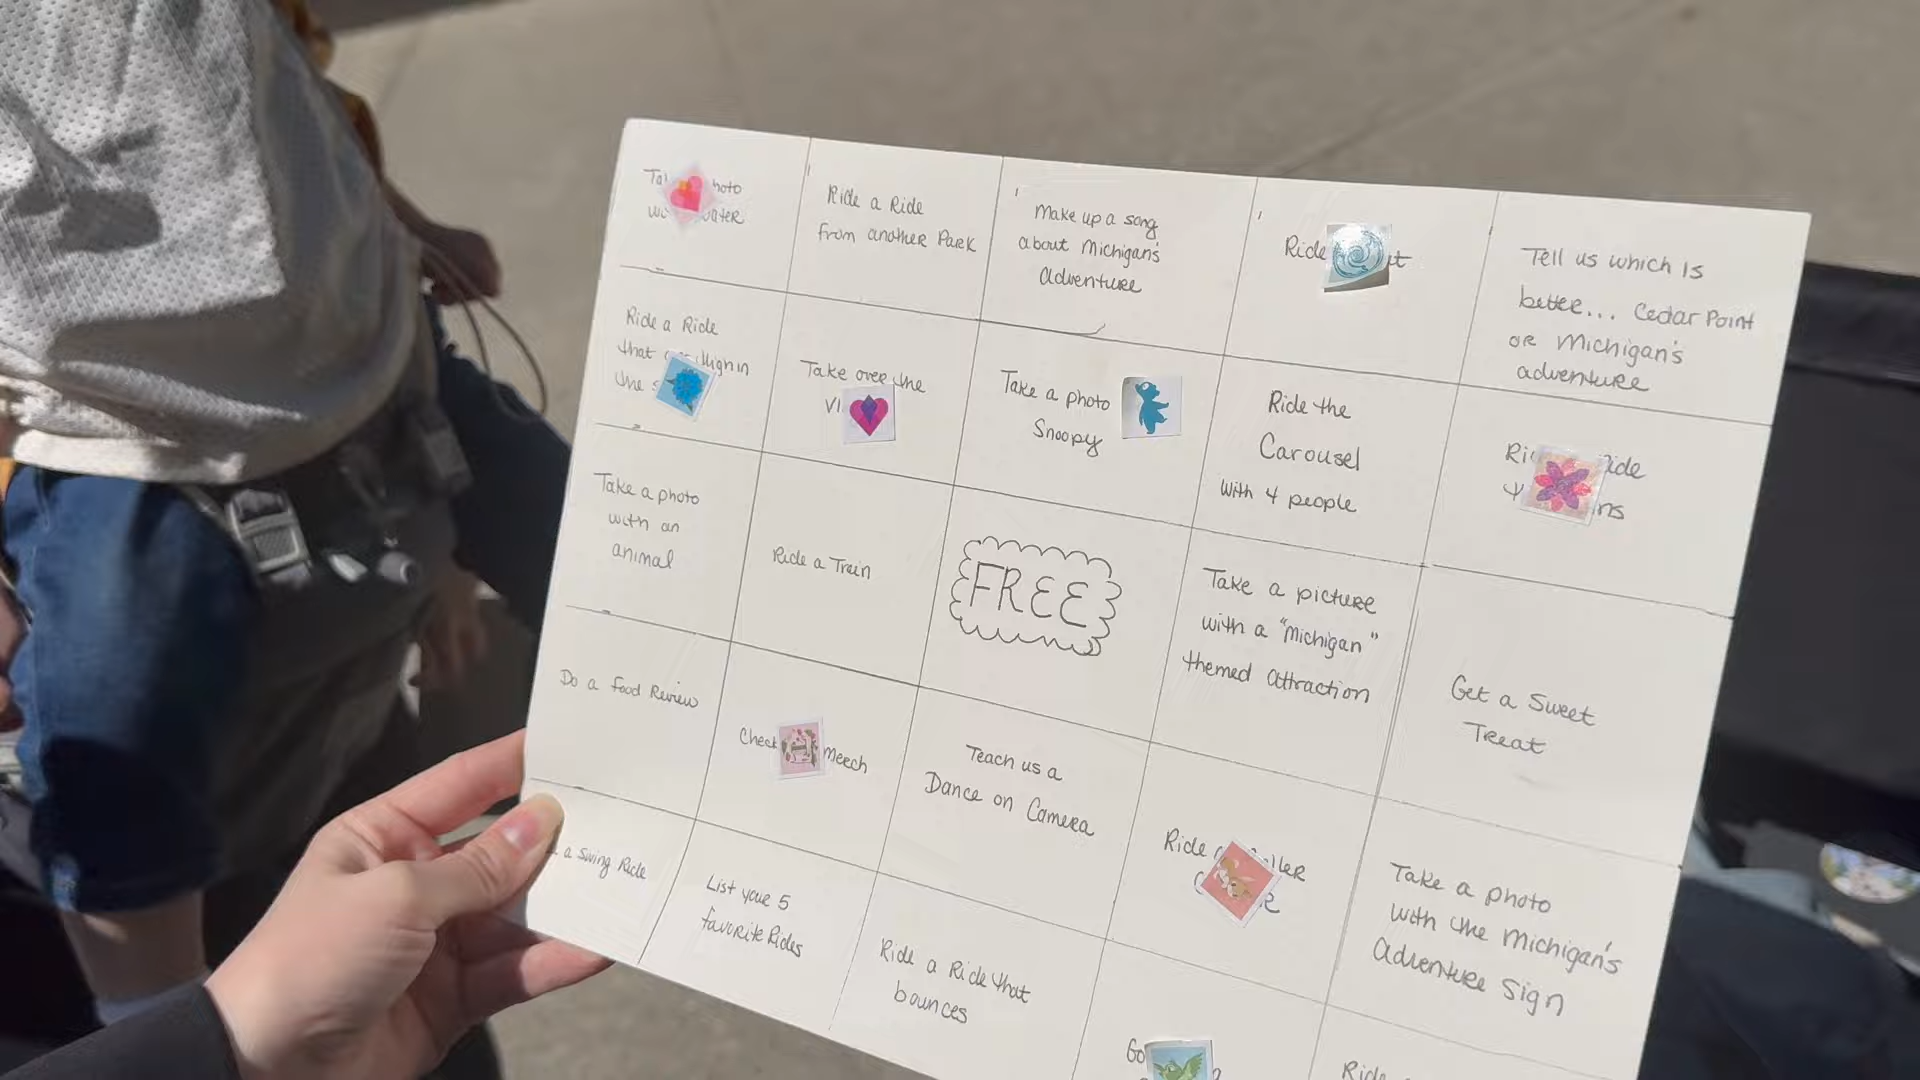 hoto
Ride a Ride
from another Park
Make up a song
about Michigan's
Adventure
Ride
Tell us which is
better... Cedar Point
or Michigan's
adventure
Ride a Ride
that
the
Take over the
Take a photo
Snoopy
Ride the
Carousel
with 4 people
Take a photo
with an
animal
Ride a Train
FREE
Take a picture
with a "Michigan"
themed attraction
Get a Sweet
Treat
Do a food Review
Check Meech
Teach us a
Dance on Camera
Ride
Take a photo
with the Michigan's
Adventure Sign
a Swing Ride
List your 5
favorite Rides
Ride a Ride that
bounces
Go
Ride